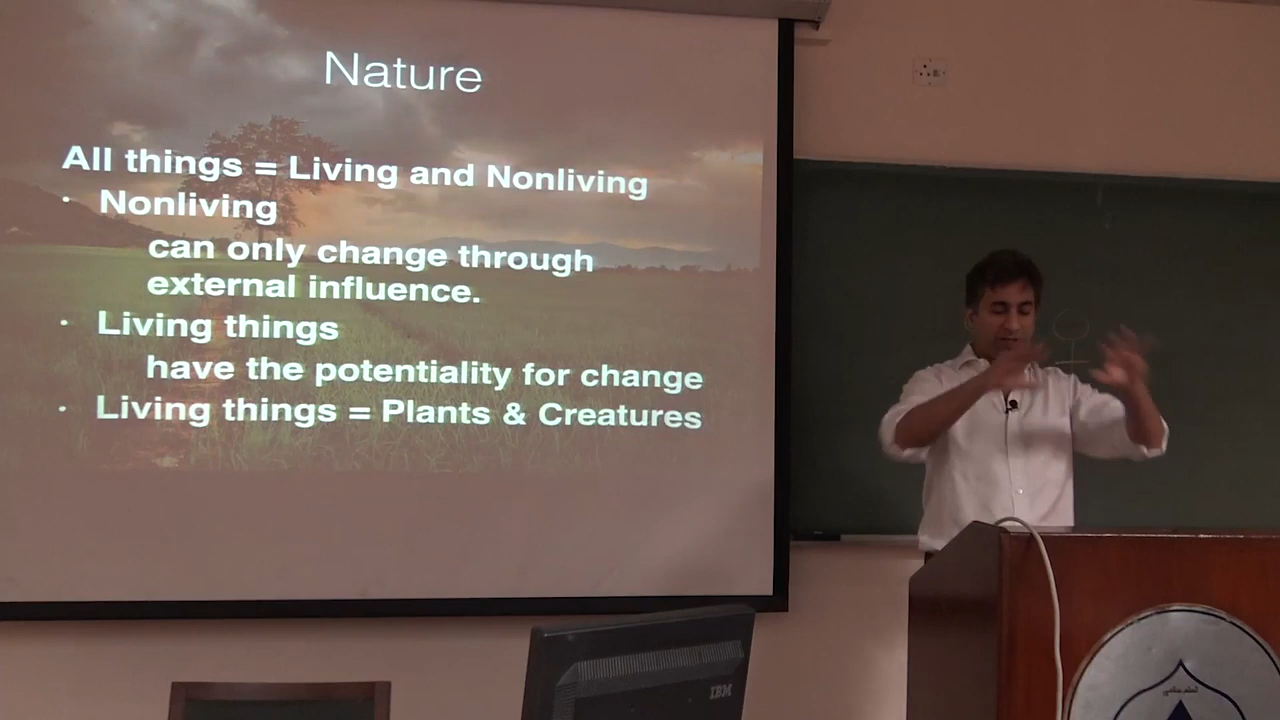 Nature
All things = Living and Nonliving
· Nonliving
can only change through
external influence.
· Living things
have the potentiality for change
· Living things = Plants & Creatures
IBM